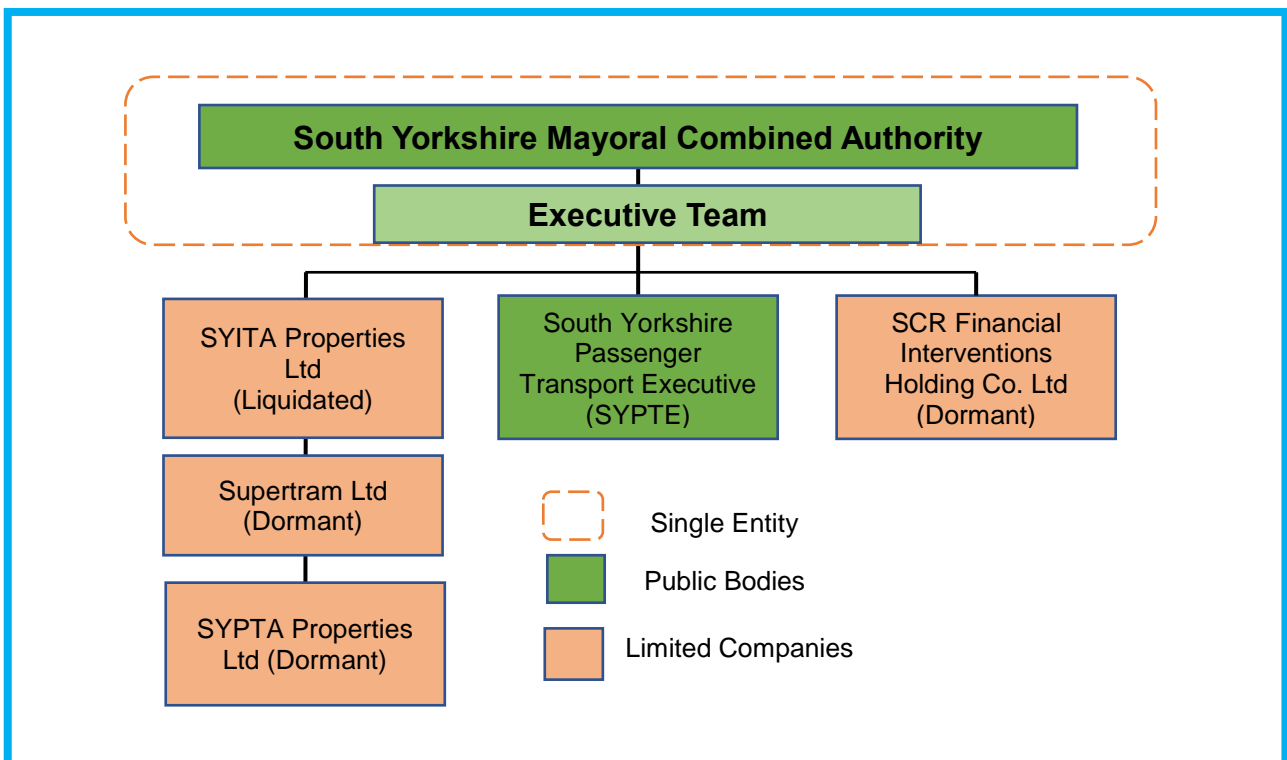 South Yorkshire Mayoral Combined Authority
Executive Team
SYITA Properties
Ltd
(Liquidated)
South Yorkshire
Passenger
Transport Executive
(SYPTE)
SCR Financial
Interventions
Holding Co. Ltd
(Dormant)
Supertram Ltd
(Dormant)
SYPTA Properties
Ltd (Dormant)
Single Entity
Public Bodies
Limited Companies